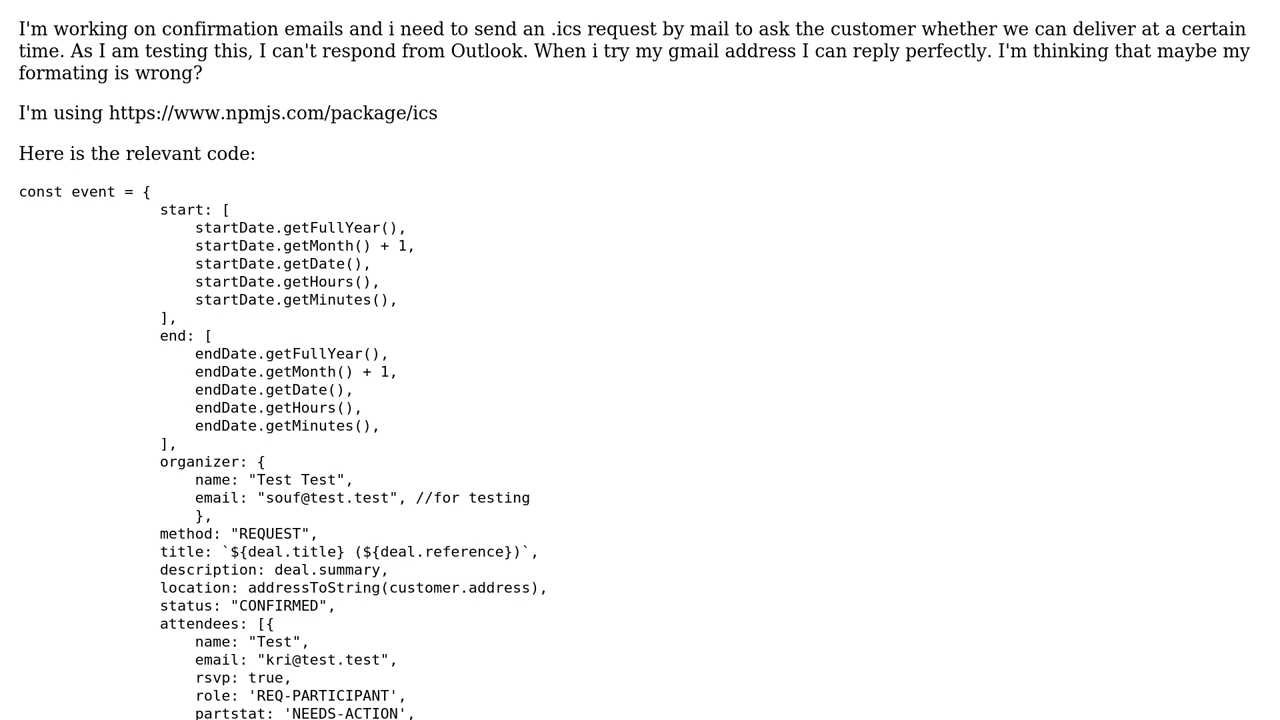 I'm working on confirmation emails and i need to send an .ics request by mail to ask the customer whether we can deliver at a certain
time. As I am testing this, I can't respond from Outlook. When i try my gmail address I can reply perfectly. I'm thinking that maybe my
formating is wrong?
I'm using https://www.npmjs.com/package/ics
Here is the relevant code:
const event = {
                start: [
                    startDate.getFullYear(),
                    startDate.getMonth() + 1,
                    startDate.getDate(),
                    startDate.getHours(),
                    startDate.getMinutes(),
                ],
                end: [
                    endDate.getFullYear(),
                    endDate.getMonth() + 1,
                    endDate.getDate(),
                    endDate.getHours(),
                    endDate.getMinutes(),
                ],
                organizer: {
                    name: "Test Test",
                    email: "souf@test.test", //for testing
                    },
                method: "REQUEST",
                title: `${deal.title} (${deal.reference})`,
                description: deal.summary,
                location: addressToString(customer.address),
                status: "CONFIRMED",
                attendees: [{
                    name: "Test",
                    email: "kri@test.test",
                    rsvp: true,
                    role: 'REQ-PARTICIPANT',
                    partstat: 'NEEDS-ACTION',